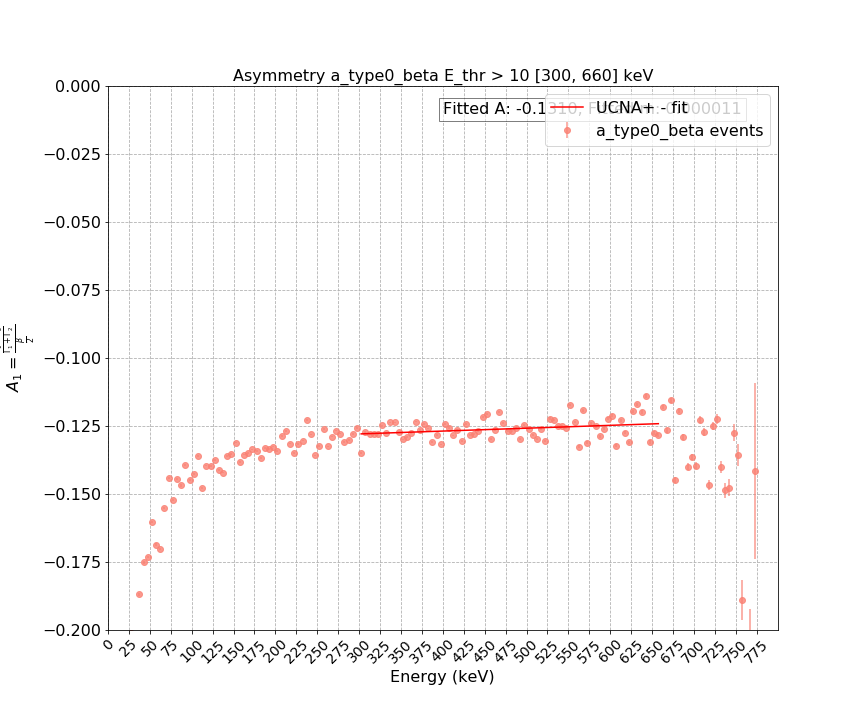 Asymmetry a_type0_beta E_thr > 10 [300, 660] keV
Fitted A: -0.1310,
UCNA+ - fit
a_type0_beta events
0.000
−0.025
−0.050
−0.075
−0.100
−0.125
−0.150
−0.175
−0.200
0 25 50 75 100 125 150 175 200 225 250 275 300 325 350 375 400 425 450 475 500 525 550 575 600 625 650 675 700 725 750 775
Energy (keV)